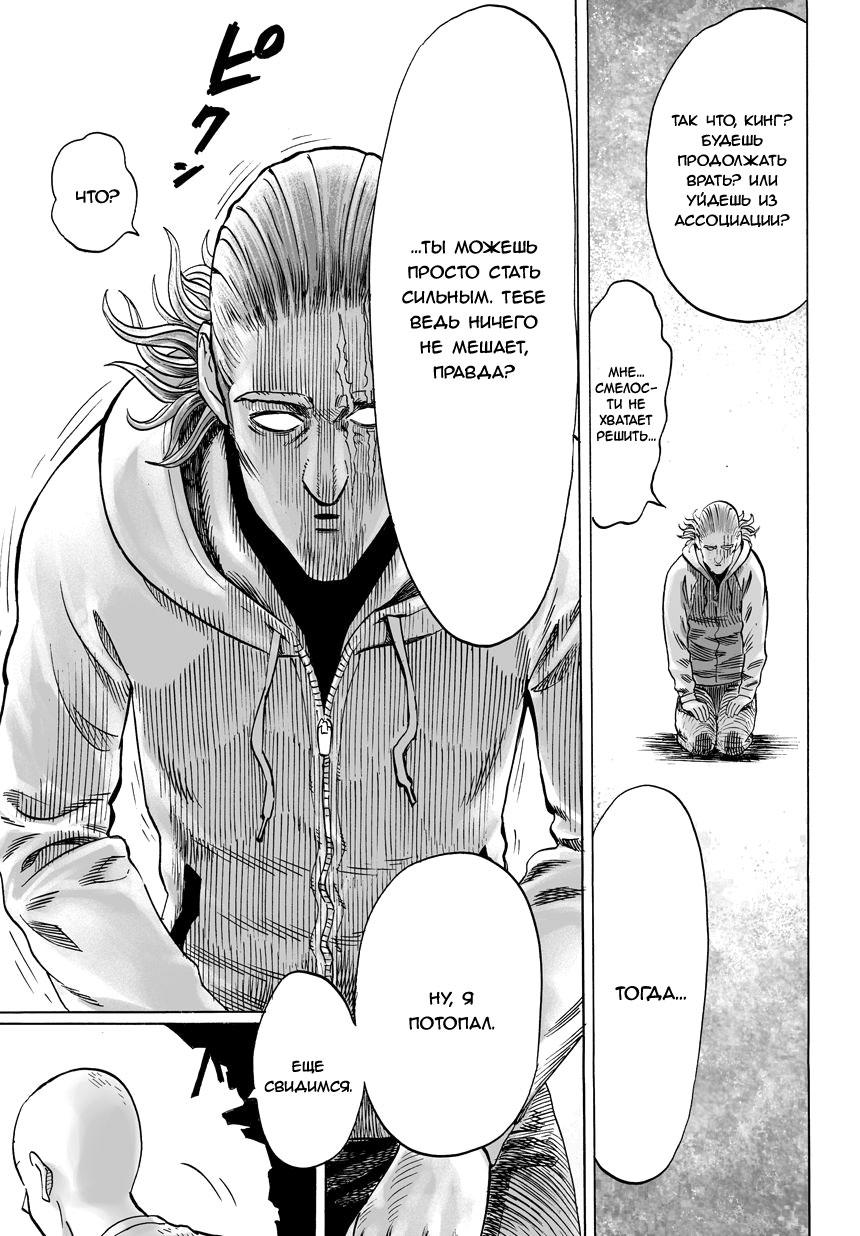 ТАК ЧТО, КИНГ?
БУДЕШЬ
ПРОДОЛЖАТЬ
ВРАТЬ? ИЛИ
УЙДЕШЬ ИЗ
АССОЦИАЦИИ?
МНЕ...
СМЕЛОС-
ТИ НЕ
ХВАТАЕТ
РЕШИТЬ...
ТОГДА...
...ТЫ МОЖЕШЬ
ПРОСТО СТАТЬ
СИЛЬНЫМ. ТЕБЕ
ВЕДЬ НИЧЕГО
НЕ МЕШАЕТ,
ПРАВДА?
ピクッ
ЧТО?
НУ, Я
ПОТОПАЛ.
ЕЩЕ
СВИДИМСЯ.